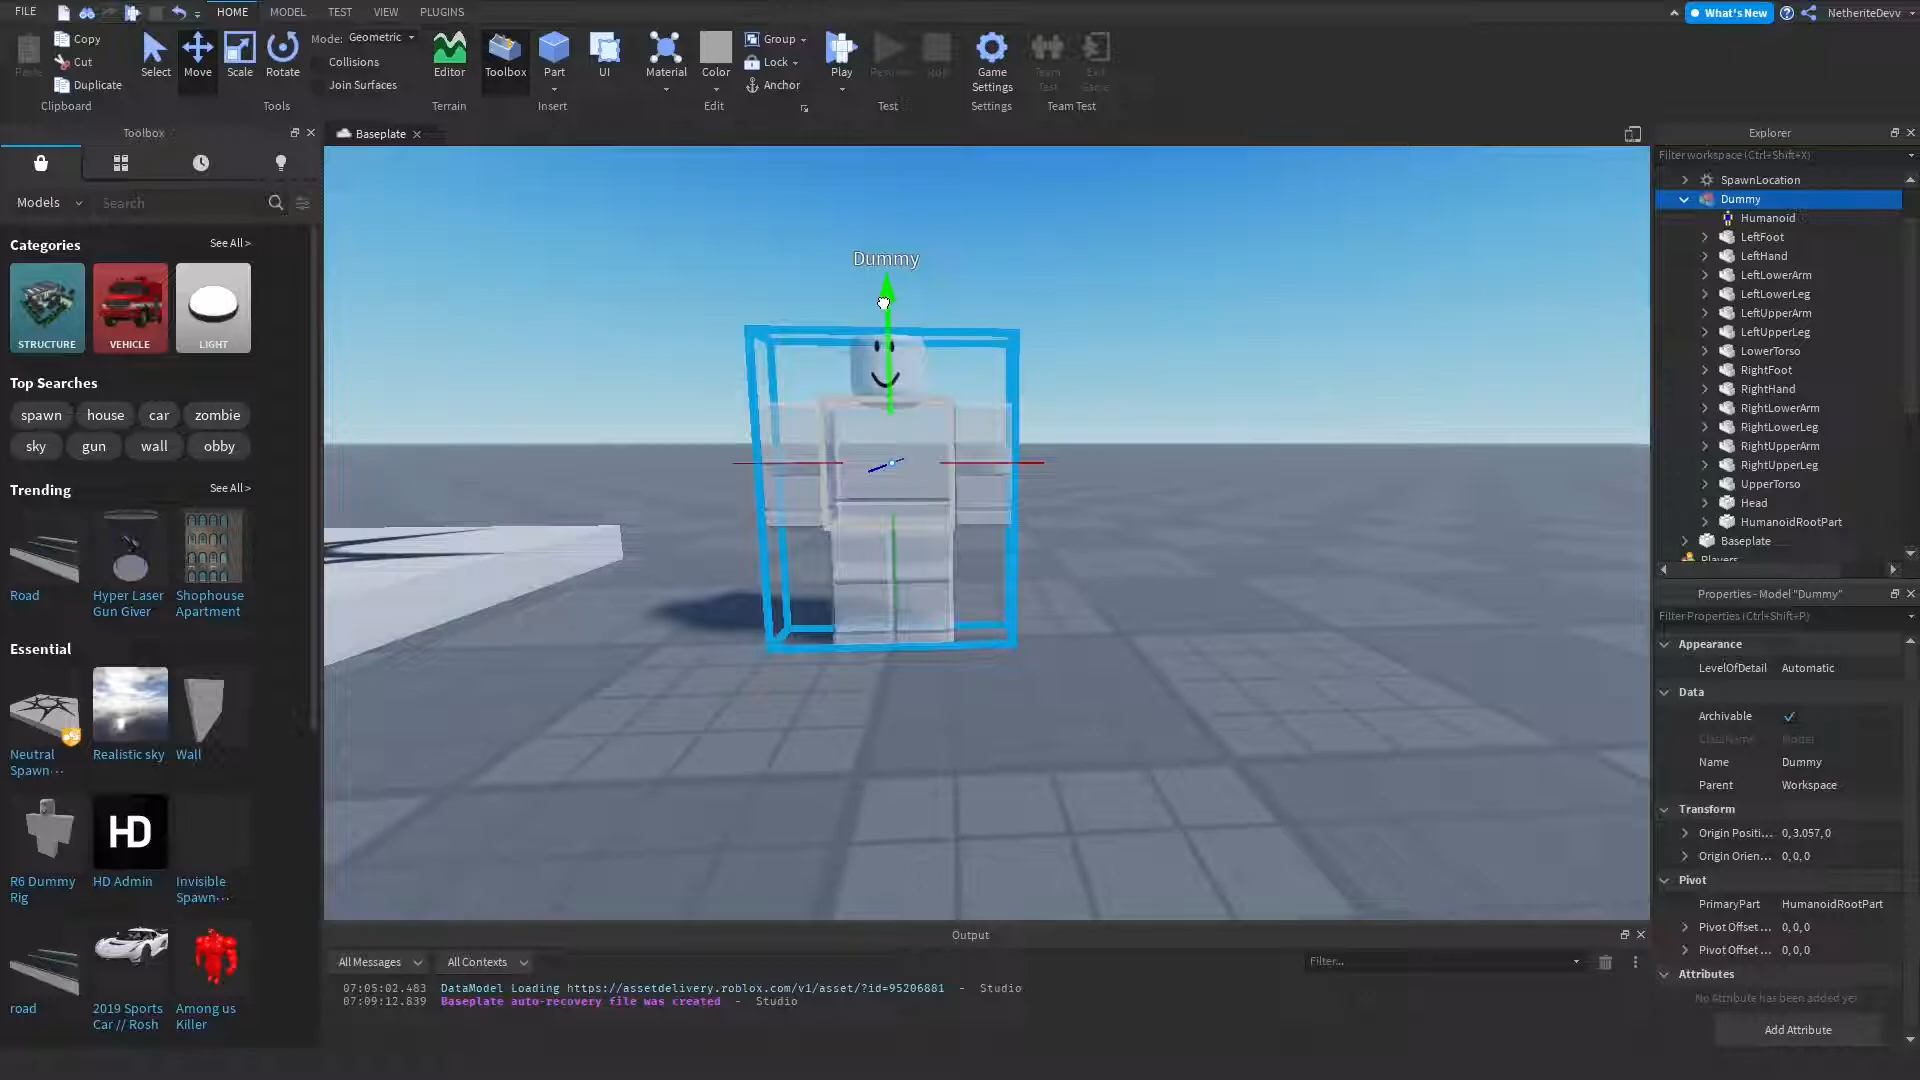 FILE
HOME
MODEL
TEST
VIEW
PLUGINS
What's New
NetheriteDevv
Copy
Cut
Duplicate
Clipboard
Select
Move
Scale
Rotate
Mode: Geometric
Collisions
Join Surfaces
Tools
Editor
Terrain
Toolbox
Part
UI
Insert
Material
Color
Group
Lock
Anchor
Edit
Play
Test
Game
Settings
Settings
Team
Test
Exit
Game
Team Test
Toolbox
Baseplate
Explorer
Models
Search
Categories
See All >
STRUCTURE
VEHICLE
LIGHT
Top Searches
spawn
house
car
zombie
sky
gun
wall
obby
Trending
See All >
Road
Hyper Laser
Gun Giver
Shophouse
Apartment
Essential
Neutral
Spawn...
Realistic sky
Wall
R6 Dummy
Rig
HD
HD Admin
Invisible
Spawn...
road
2019 Sports
Car // Rosh
Among us
Killer
Dummy
Filter workspace (Ctrl+Shift+X)
SpawnLocation
Dummy
Humanoid
LeftFoot
LeftHand
LeftLowerArm
LeftLowerLeg
LeftUpperArm
LeftUpperLeg
LowerTorso
RightFoot
RightHand
RightLowerArm
RightLowerLeg
RightUpperArm
RightUpperLeg
UpperTorso
Head
HumanoidRootPart
Baseplate
Players
Properties - Model "Dummy"
Filter Properties (Ctrl+Shift+P)
Appearance
LevelOfDetail Automatic
Data
Archivable
ClassName Model
Name Dummy
Parent Workspace
Transform
Origin Positi... 0, 3.057, 0
Origin Orien... 0, 0, 0
Pivot
PrimaryPart HumanoidRootPart
Pivot Offset ... 0, 0, 0
Pivot Offset ... 0, 0, 0
Attributes
No Attribute has been added yet
Add Attribute
Output
All Messages
All Contexts
Filter...
07:05:02.483 DataModel Loading https://assetdelivery.roblox.com/v1/asset/?id=95206881 - Studio
07:09:12.839 Baseplate auto-recovery file was created - Studio